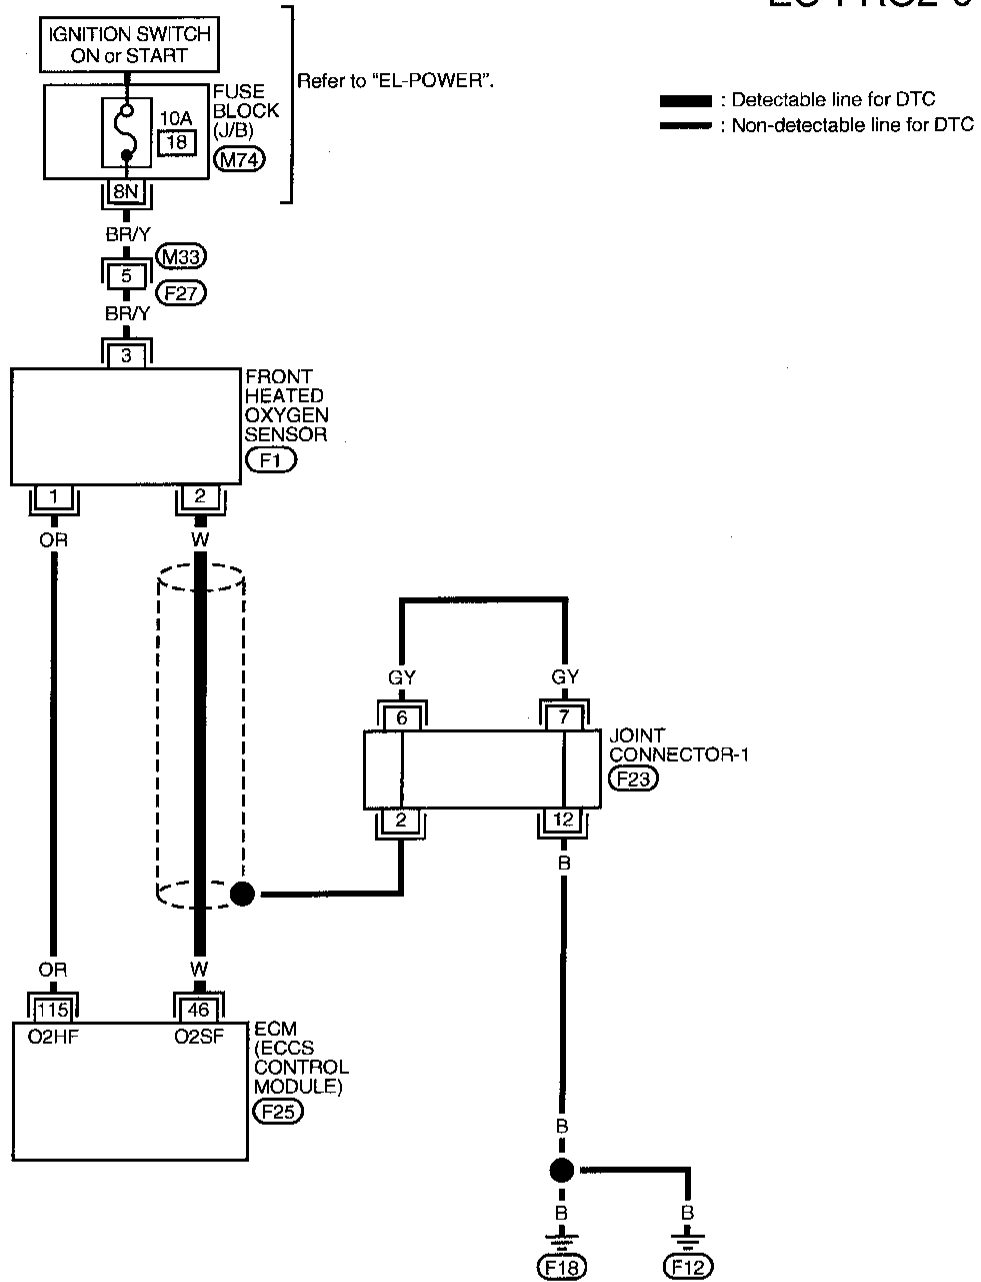 IGNITION SWITCH
ON or START
Refer to "EL-POWER".
FUSE
BLOCK
(J/B)
10A
18
M74
8N
: Detectable line for DTC
: Non-detectable line for DTC
BR/Y
M33
5
F27
BR/Y
3
FRONT
HEATED
OXYGEN
SENSOR
F1
1
2
OR
W
GY
GY
6
7
JOINT
CONNECTOR-1
F23
2
12
B
OR
W
115
46
O2HF
O2SF
ECM
(ECCS
CONTROL
MODULE)
F25
B
B
B
F18
F12